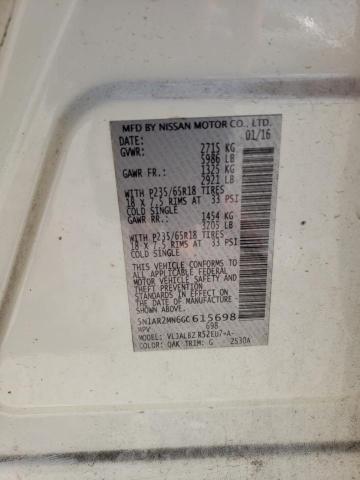 MFD BY NISSAN MOTOR CO., LTD.
DATE: 01/16
GVWR: 2715 KG
5986 LB
GAWR FR.: 1325 KG
2921 LB
WITH P235/65R18 TIRES
18 X 7.5 RIMS AT 33 PSI
COLD SINGLE
GAWR RR.: 1454 KG
3205 LB
WITH P235/65R18 TIRES
18 X 7.5 RIMS AT 33 PSI
COLD SINGLE
THIS VEHICLE CONFORMS TO ALL
APPLICABLE FEDERAL
MOTOR VEHICLE SAFETY AND
THEFT PREVENTION
STANDARDS IN EFFECT ON THE
DATE OF MANUFACTURE
SHOWN ABOVE.
5N1AR2MN6GC615698
MPV 698
MODEL:
COLOR: QAK TRIM: G